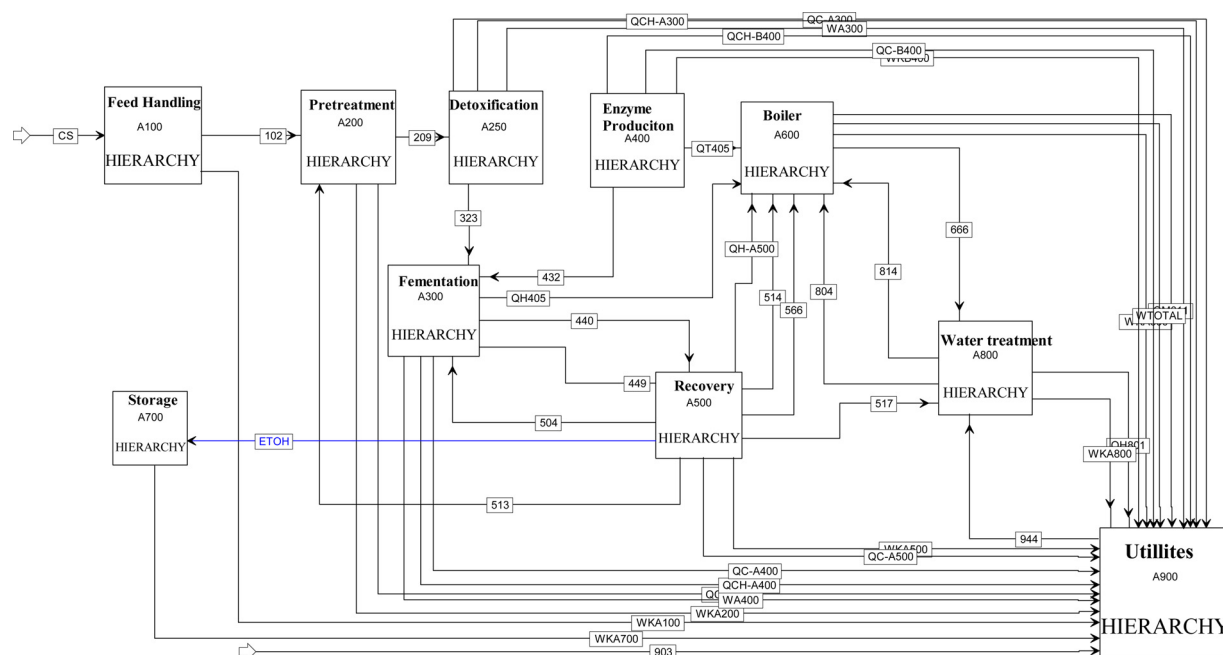 QCH-A300
QC-A300
WA300
QCH-B400
QC-B400
WKB400
Feed Handling
A100
HIERARCHY
Pretreatment
A200
HIERARCHY
Detoxification
A250
HIERARCHY
Enzyme
Produciton
A400
HIERARCHY
Boiler
A600
HIERARCHY
CS
102
209
QT405
323
432
QH405
QH-A500
514
566
804
814
666
WTOTAL
Fementation
A300
HIERARCHY
440
449
504
Water treatment
A800
HIERARCHY
Recovery
A500
HIERARCHY
517
Storage
A700
HIERARCHY
ETOH
513
QH801
WKA800
944
WKA500
QC-A500
QC-A400
QCH-A400
WA400
WKA200
WKA100
WKA700
903
Utillites
A900
HIERARCHY